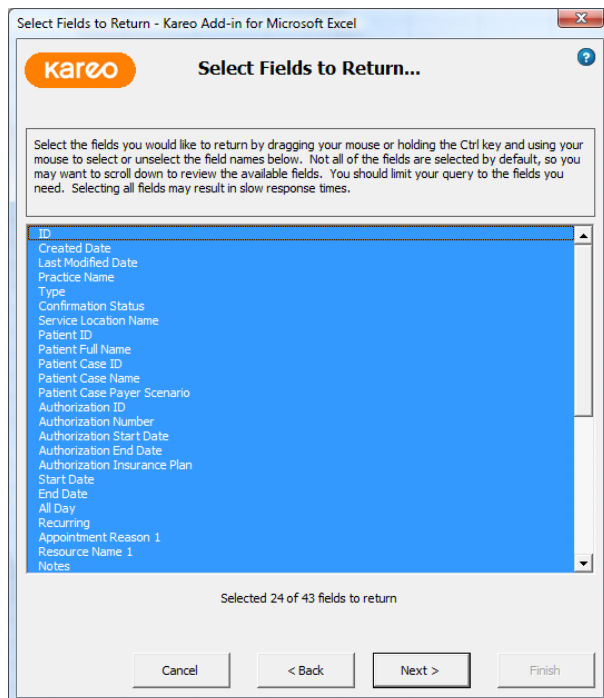 Select Fields to Return - Kareo Add-in for Microsoft Excel
x
?
Kareo
Select Fields to Return...
Select the fields you would like to return by dragging your mouse or holding the Ctrl key and using your
mouse to select or unselect the field names below. Not all of the fields are selected by default, so you
may want to scroll down to review the available fields. You should limit your query to the fields you
need. Selecting all fields may result in slow response times.
ID
Created Date
Last Modified Date
Practice Name
Type
Confirmation Status
Service Location Name
Patient ID
Patient Full Name
Patient Case ID
Patient Case Name
Patient Case Payer Scenario
Authorization ID
Authorization Number
Authorization Start Date
Authorization End Date
Authorization Insurance Plan
Start Date
End Date
All Day
Recurring
Appointment Reason 1
Resource Name 1
Notes
Selected 24 of 43 fields to return
Cancel
< Back
Next >
Finish